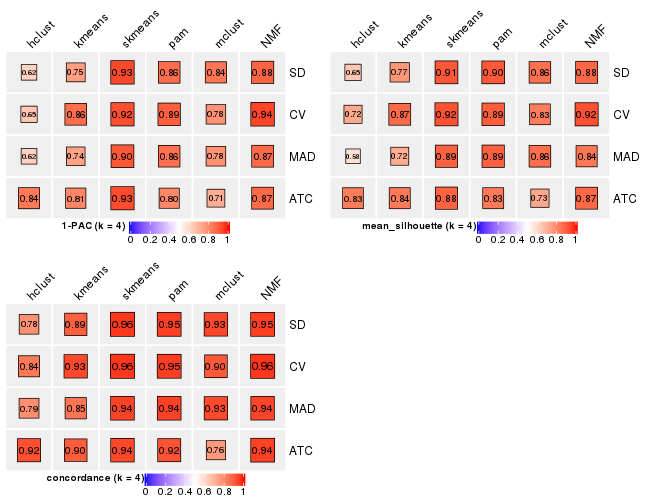 hclust kmeans skmeans pam mclust NMF
0.62 0.75 0.93 0.86 0.84 0.88 SD
0.65 0.86 0.92 0.89 0.78 0.94 CV
0.62 0.74 0.90 0.86 0.78 0.87 MAD
0.84 0.81 0.93 0.80 0.71 0.87 ATC
1-PAC (k = 4)
0 0.2 0.4 0.6 0.8 1
hclust kmeans skmeans pam mclust NMF
0.65 0.77 0.91 0.90 0.86 0.88 SD
0.72 0.87 0.92 0.89 0.83 0.92 CV
0.58 0.72 0.89 0.89 0.86 0.84 MAD
0.83 0.84 0.88 0.83 0.73 0.87 ATC
mean_silhouette (k = 4)
0 0.2 0.4 0.6 0.8 1
hclust kmeans skmeans pam mclust NMF
0.78 0.89 0.96 0.95 0.93 0.95 SD
0.84 0.93 0.96 0.95 0.90 0.96 CV
0.79 0.85 0.94 0.94 0.93 0.94 MAD
0.92 0.90 0.94 0.92 0.76 0.94 ATC
concordance (k = 4)
0 0.2 0.4 0.6 0.8 1